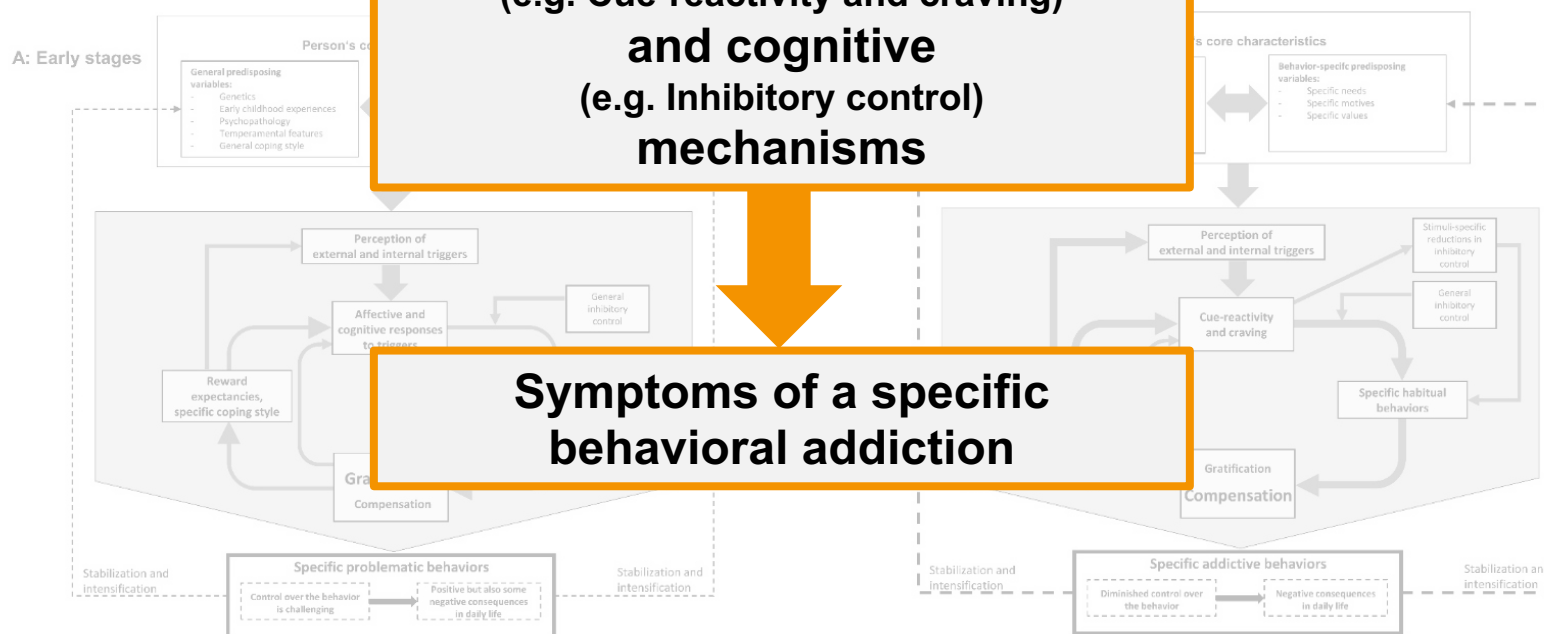 (e.g. Cue reactivity and craving)
and cognitive
(e.g. Inhibitory control)
mechanisms
Symptoms of a specific
behavioral addiction
A: Early stages
Person's
General predisposing
variables:
- Genetics
- Early childhood experiences
- Psychopathology
- Temperamental features
- General coping style
Perception of
external and internal triggers
Affective and
cognitive responses
to triggers
General
inhibitory
control
Reward
expectancies,
specific coping style
Compensation
Stabilization and
intensification
Specific problematic behaviors
Control over the behavior
is challenging
Positive but also some
negative consequences
in daily life
Stabilization and
intensification
core characteristics
Behavior-specifc predisposing
variables:
- Specific needs
- Specific motives
- Specific values
Perception of
external and internal triggers
Stimuli-specific
reductions in
inhibitory
control
Cue-reactivity
and craving
General
inhibitory
control
Specific habitual
behaviors
Gratification
Compensation
Stabilization and
intensification
Specific addictive behaviors
Diminished control over
the behavior
Negative consequences
in daily life
Stabilization
intensification